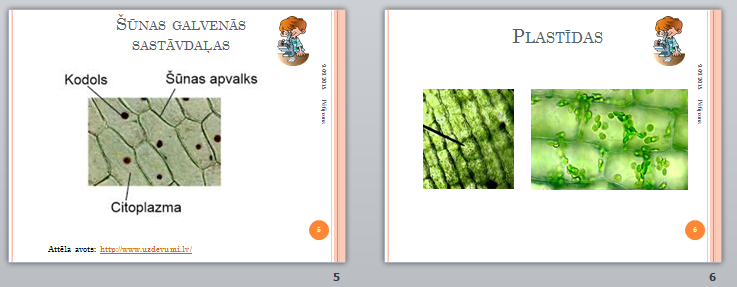 ŠŪNAS GALVENĀS
SASTĀVDAĻAS
Kodols
Šūnas apvalks
Citoplazma
Attēla avots: http://www.uzdevumi.lv/
5
5
PLASTĪDAS
6
6